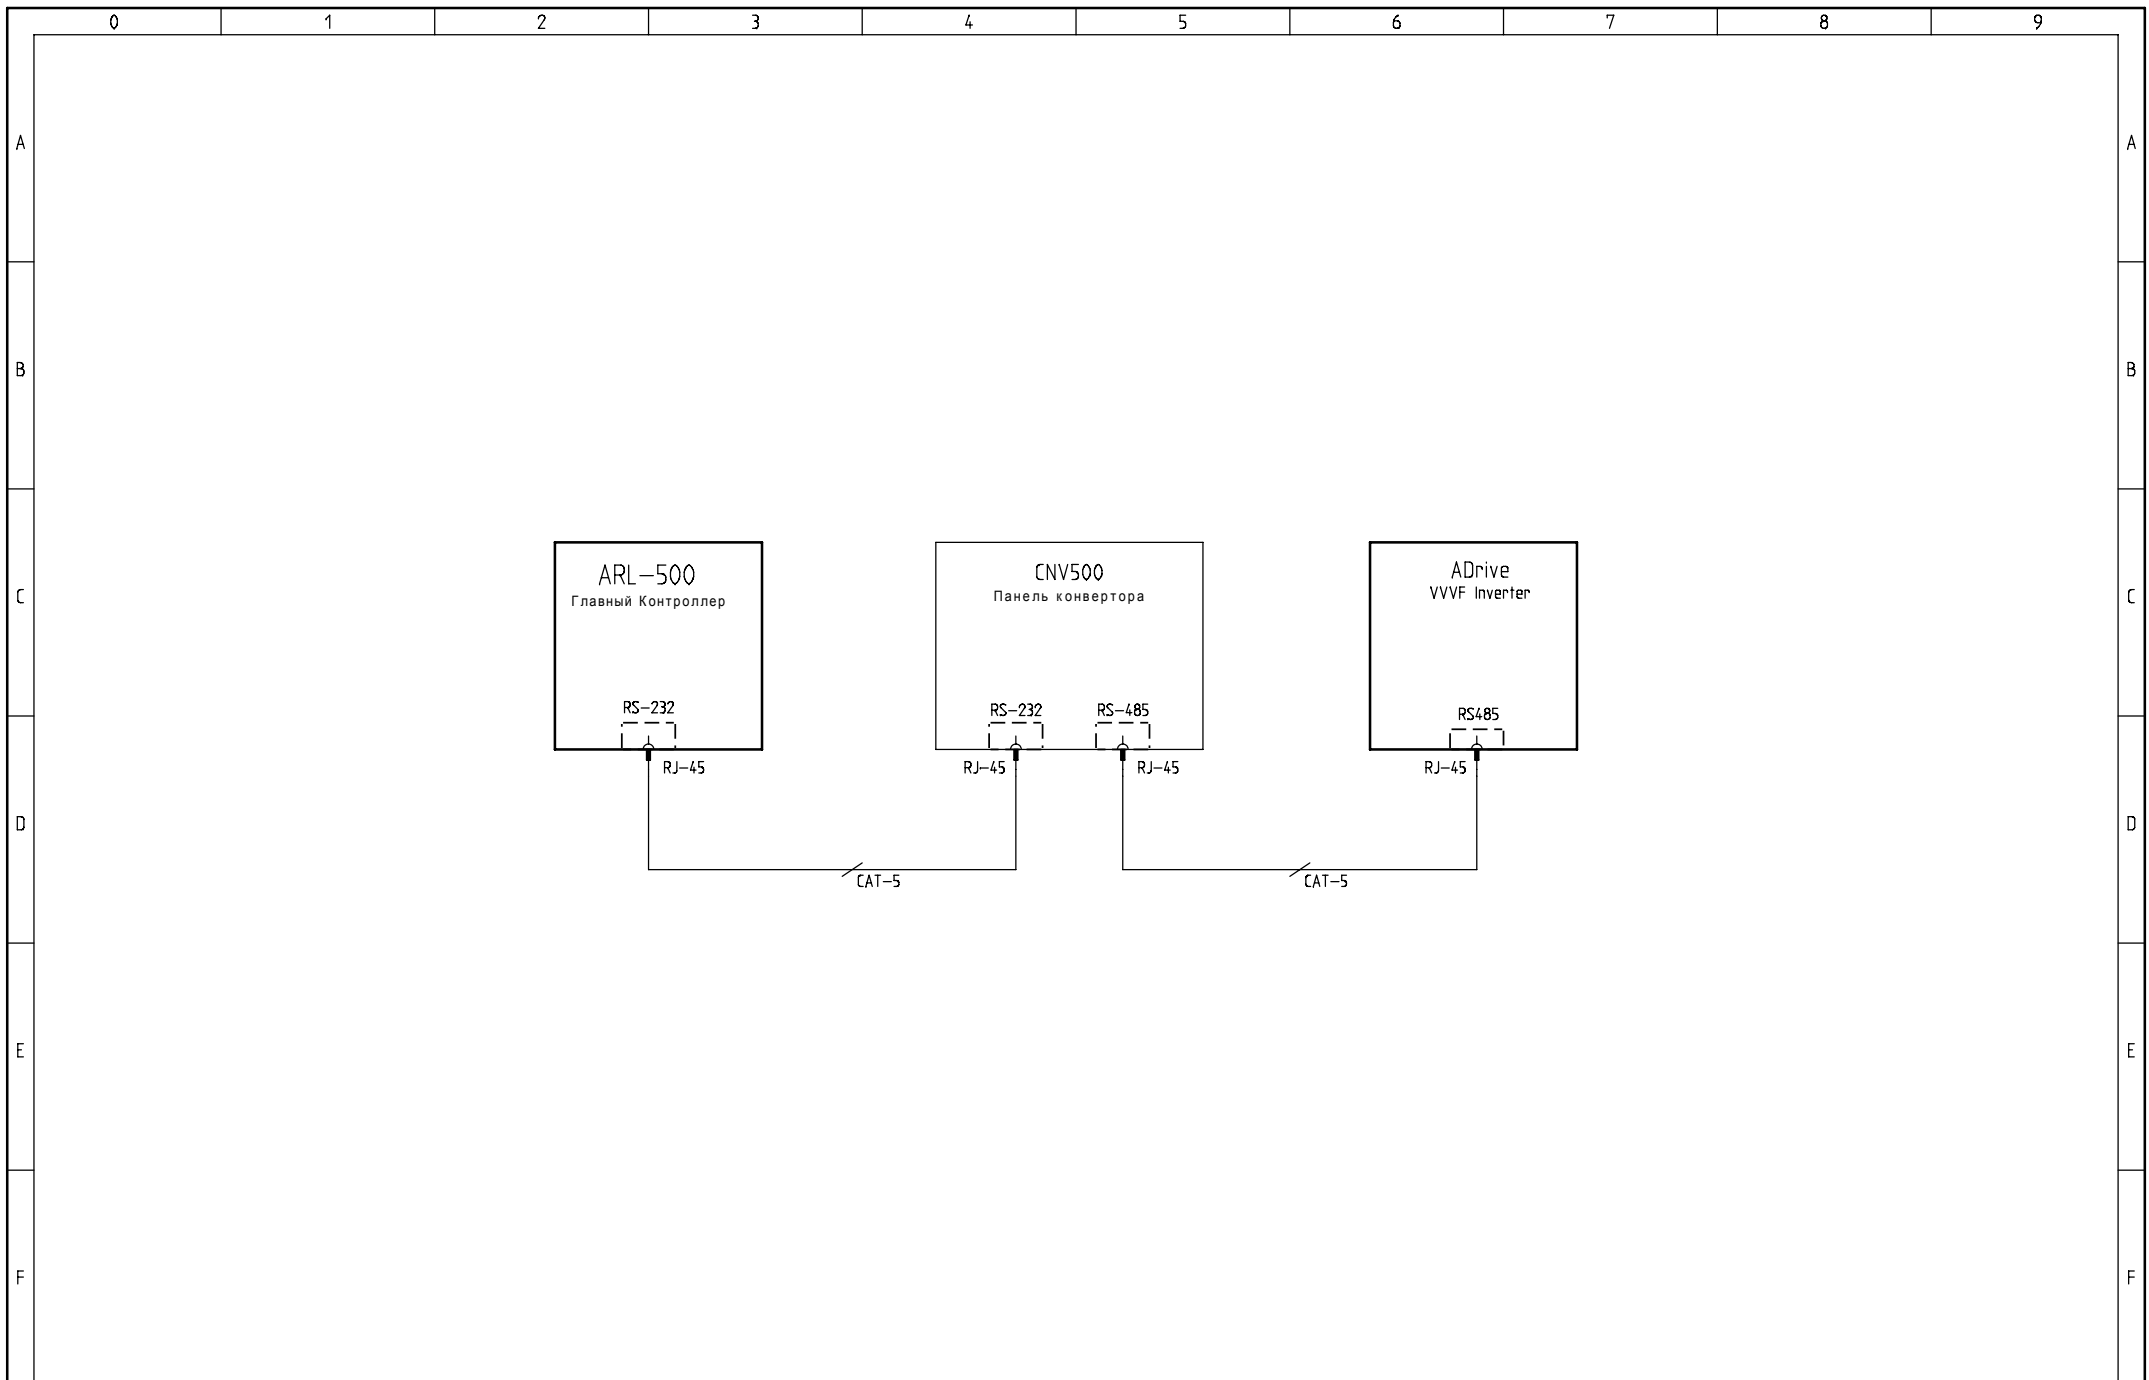 0 1 2 3 4 5 6 7 8 9
A A
B B
ARL-500 CNV500 ADrive
Главный Контроллер Панель конвертора VVVF Inverter
C C
RS-232 RS-232 RS-485 RS485
RJ-45 RJ-45 RJ-45 RJ-45
D D
CAT-5 CAT-5
E E
F F